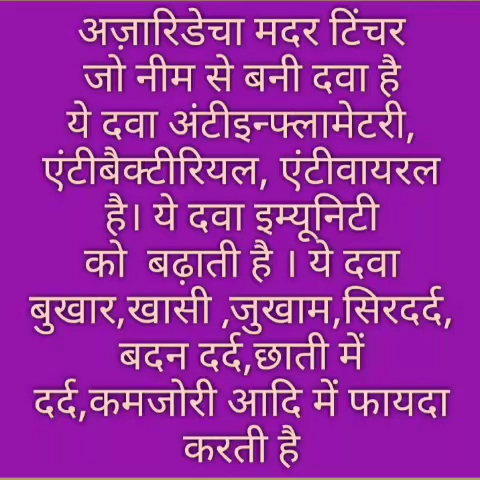 अज़ारिडेचा मदर टिंचर
जो नीम से बनी दवा है
ये दवा अंटीइन्फ्लामेटरी,
एंटीबैक्टीरियल, एंटीवायरल
है। ये दवा इम्यूनिटी
को बढ़ाती है । ये दवा
बुखार,खासी ,जुखाम,सिरदर्द,
बदन दर्द,छाती में
दर्द,कमजोरी आदि में फायदा
करती है